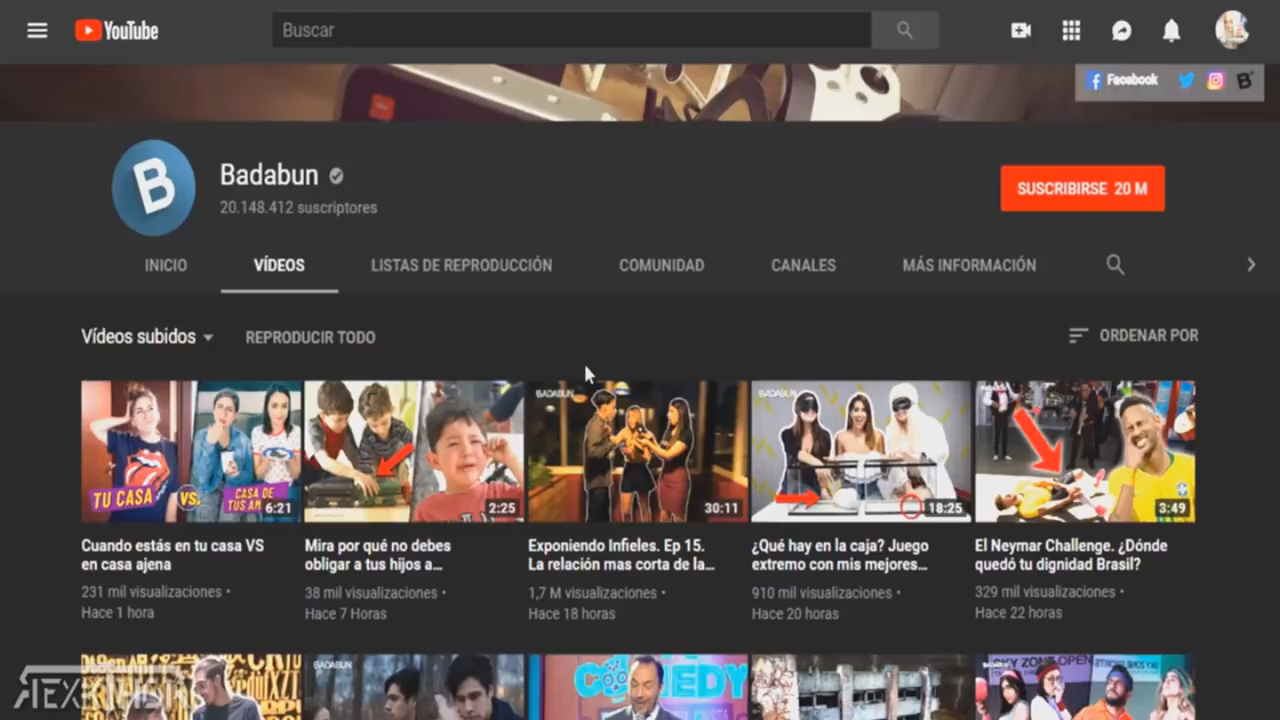 YouTube
Buscar
Facebook
Badabun
20.148.412 suscriptores
SUSCRIBIRSE 20 M
INICIO
VÍDEOS
LISTAS DE REPRODUCCIÓN
COMUNIDAD
CANALES
MÁS INFORMACIÓN
Vídeos subidos
REPRODUCIR TODO
ORDENAR POR
TU CASA
VS.
CASA DE
TUS AM
6:21
2:25
BADABUN
30:11
BADABUN
18:25
3:49
Cuando estás en tu casa VS
en casa ajena
231 mil visualizaciones •
Hace 1 hora
Mira por qué no debes
obligar a tus hijos a...
38 mil visualizaciones •
Hace 7 Horas
Exponiendo Infieles. Ep 15.
La relación mas corta de la...
1,7 M visualizaciones •
Hace 18 horas
¿Qué hay en la caja? Juego
extremo con mis mejores...
910 mil visualizaciones •
Hace 20 horas
El Neymar Challenge. ¿Dónde
quedó tu dignidad Brasil?
329 mil visualizaciones •
Hace 22 horas
BADABUN
COMEDY
ZONE OPEN